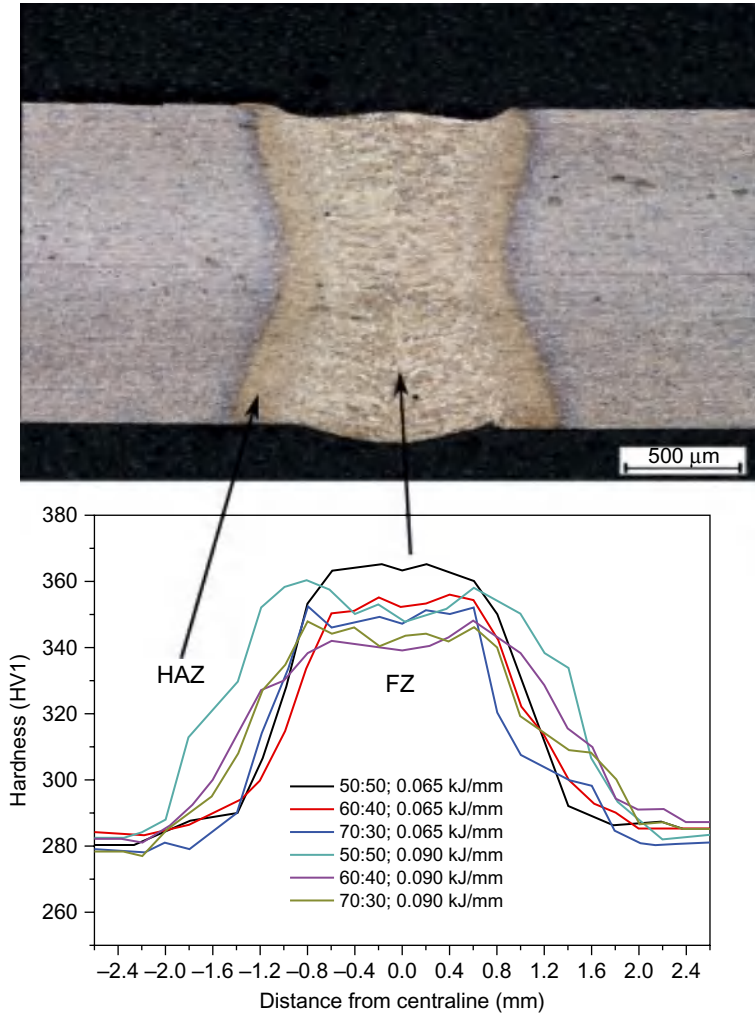 500 μm
380
360
340
320
300
280
260
Hardness (HV1)
HAZ
FZ
50:50; 0.065 kJ/mm
60:40; 0.065 kJ/mm
70:30; 0.065 kJ/mm
50:50; 0.090 kJ/mm
60:40; 0.090 kJ/mm
70:30; 0.090 kJ/mm
–2.4 –2.0 –1.6 –1.2 –0.8 –0.4 0.0 0.4 0.8 1.2 1.6 2.0 2.4
Distance from centraline (mm)